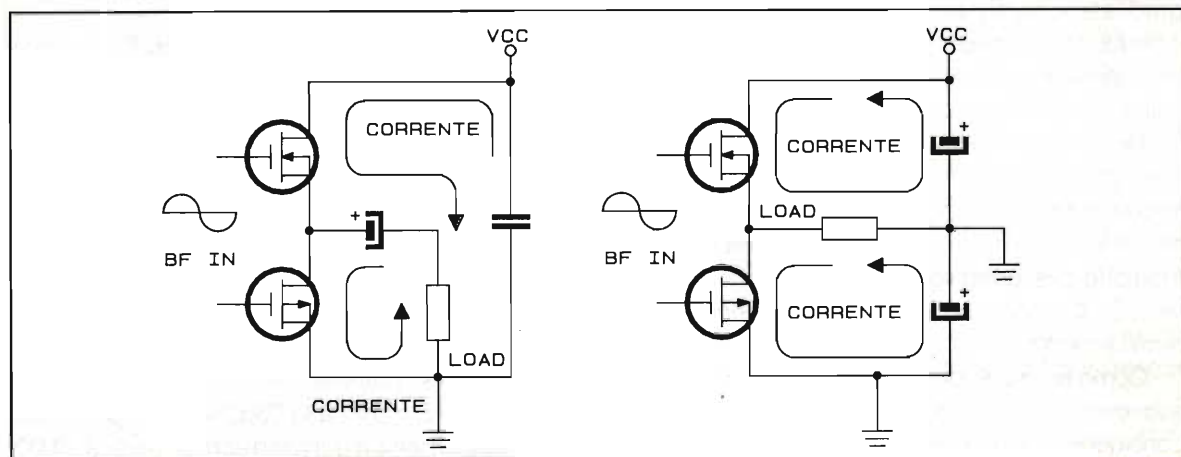 VCC
CORRENTE
+
BF IN
LOAD
CORRENTE
VCC
CORRENTE
+
LOAD
BF IN
CORRENTE
+